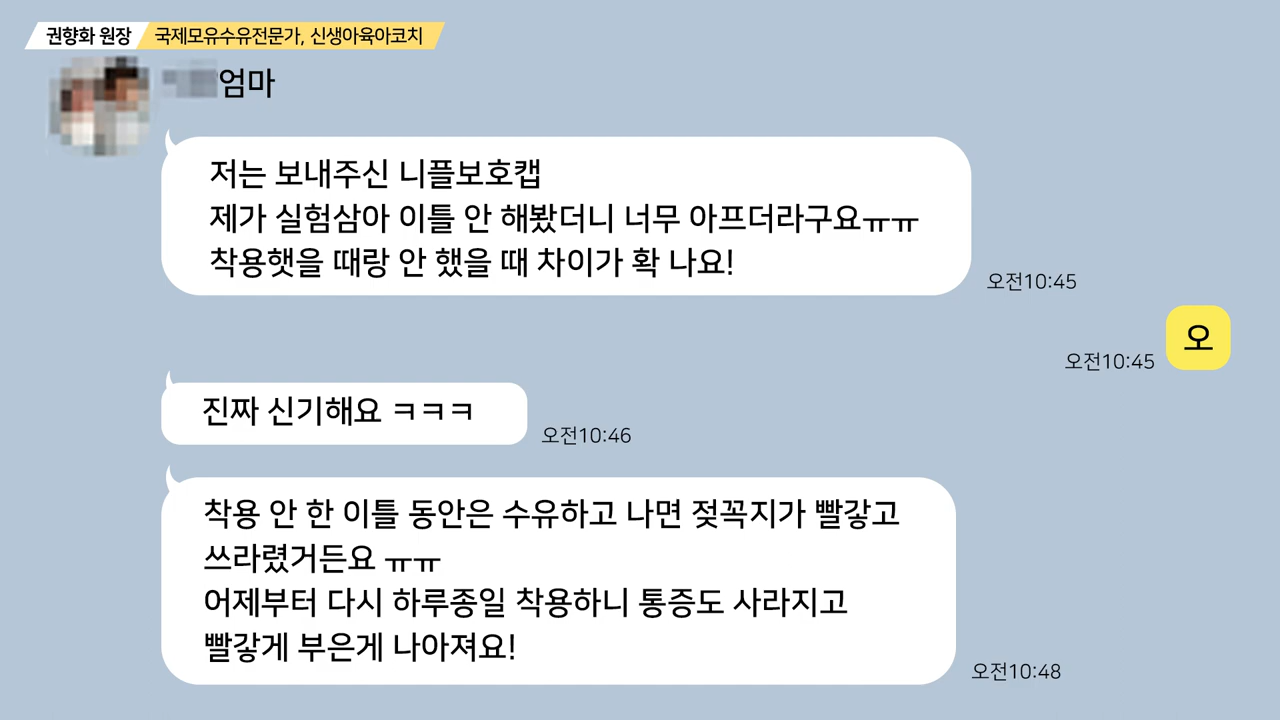 권향화 원장 국제모유수유전문가, 신생아육아코치
엄마
저는 보내주신 니플보호캡
제가 실험삼아 이틀 안 해봤더니 너무 아프더라구요ㅠㅠ
착용햇을 때랑 안 했을 때 차이가 확 나요!
오전10:45
오
오전10:45
진짜 신기해요 ㅋㅋㅋ
오전10:46
착용 안 한 이틀 동안은 수유하고 나면 젖꼭지가 빨갛고
쓰라렸거든요 ㅠㅠ
어제부터 다시 하루종일 착용하니 통증도 사라지고
빨갛게 부은게 나아져요!
오전10:48